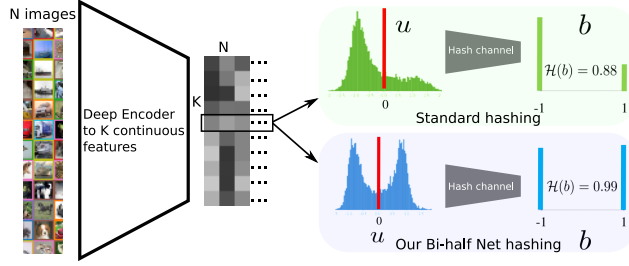 N images
Deep Encoder
to K continuous
features
N
K
u
0
Hash channel
b
H(b) = 0.88
-1 1
Standard hashing
0
u
Hash channel
H(b) = 0.99
-1 1
Our Bi-half Net hashing b